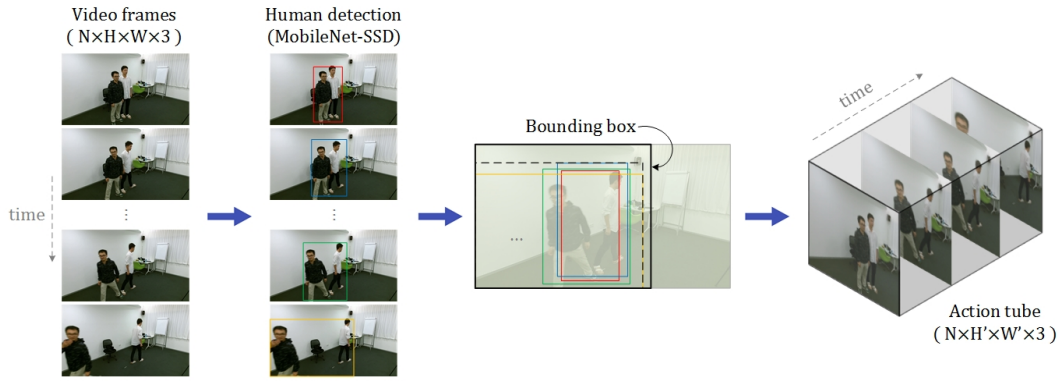 Video frames
( N×H×W×3 )
Human detection
(MobileNet-SSD)
time
⋮
⋮
Bounding box
...
time
Action tube
( N×H’×W’×3 )